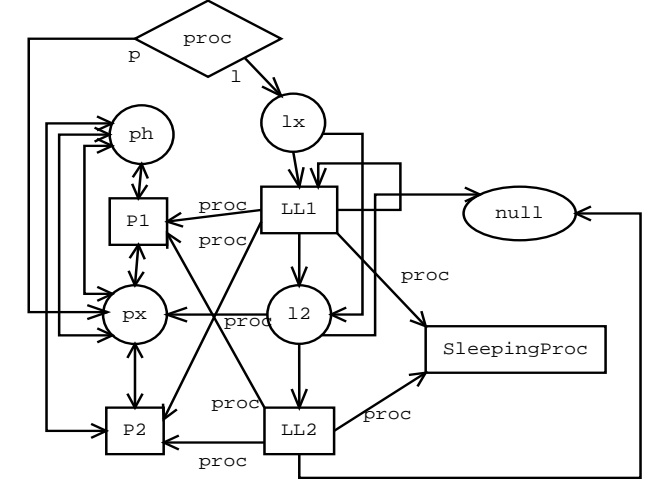 proc
p
l
lx
ph
proc
LL1
P1
null
proc
proc
px
proc
l2
SleepingProc
proc
proc
P2
LL2
proc